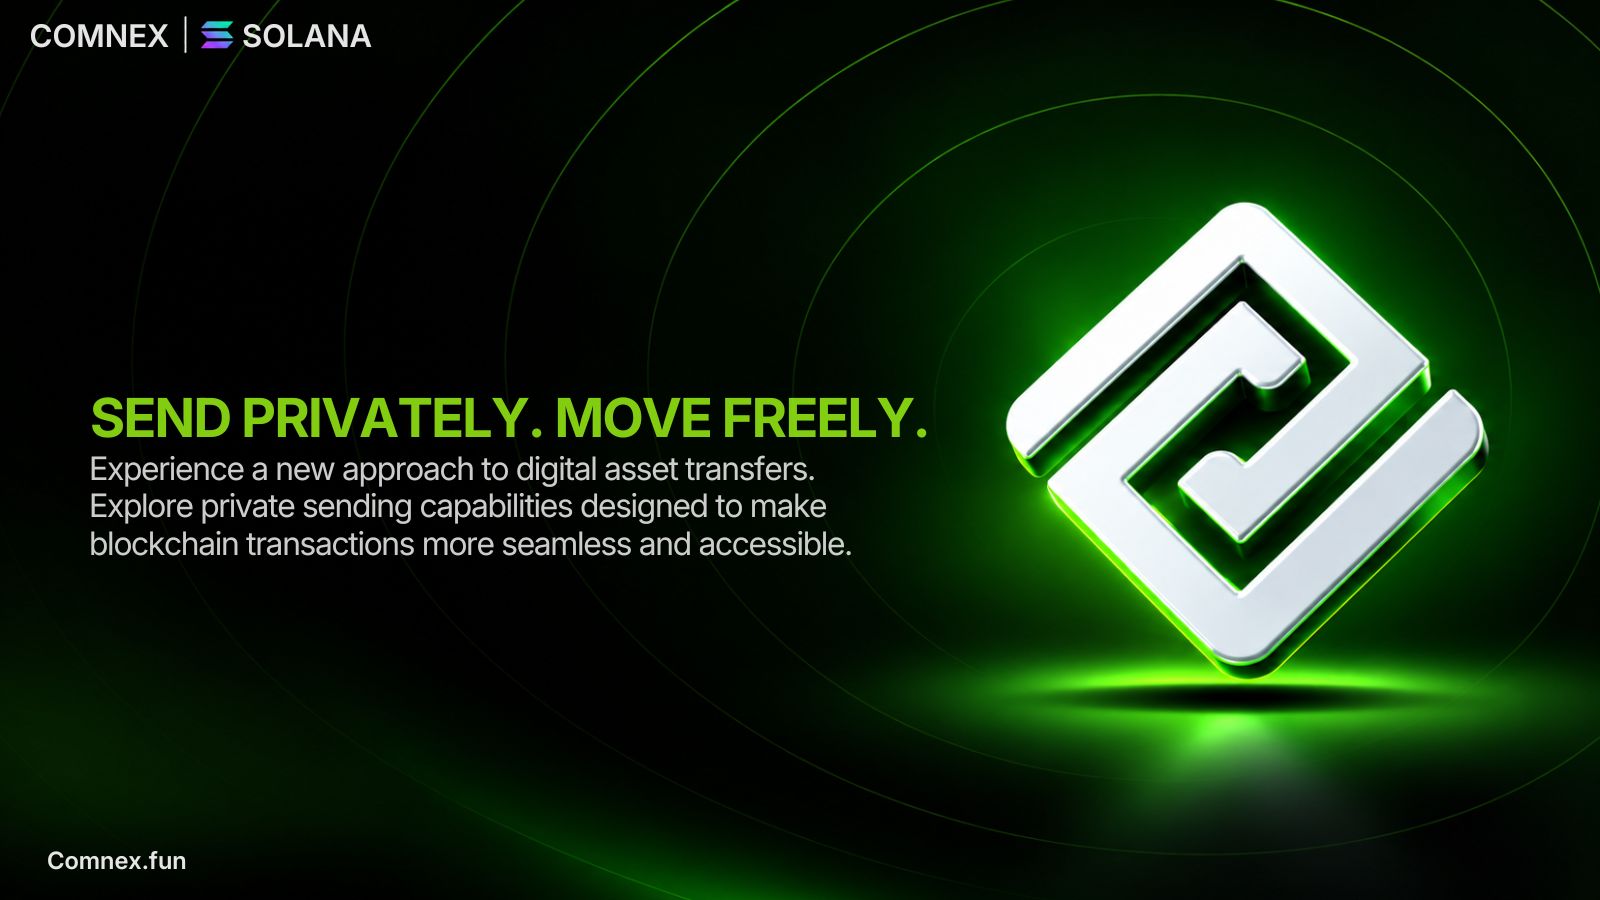 COMNEX | SOLANA
SEND PRIVATELY. MOVE FREELY.
Experience a new approach to digital asset transfers.
Explore private sending capabilities designed to make
blockchain transactions more seamless and accessible.
Comnex.fun